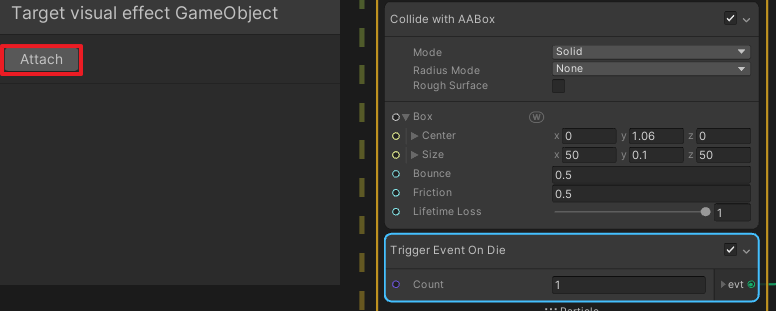 Target visual effect GameObject
Attach
Collide with AABox
Mode Solid
Radius Mode None
Rough Surface
Box W
Center x 0 y 1.06 z 0
Size x 50 y 0.1 z 50
Bounce 0.5
Friction 0.5
Lifetime Loss 1
Trigger Event On Die
Count 1 evt
Particle